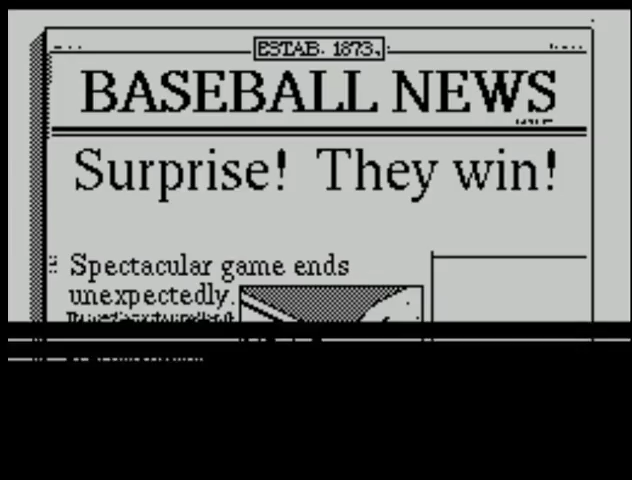 ESTAB. 1873.
BASEBALL NEWS
Surprise! They win!
Spectacular game ends
unexpectedly.